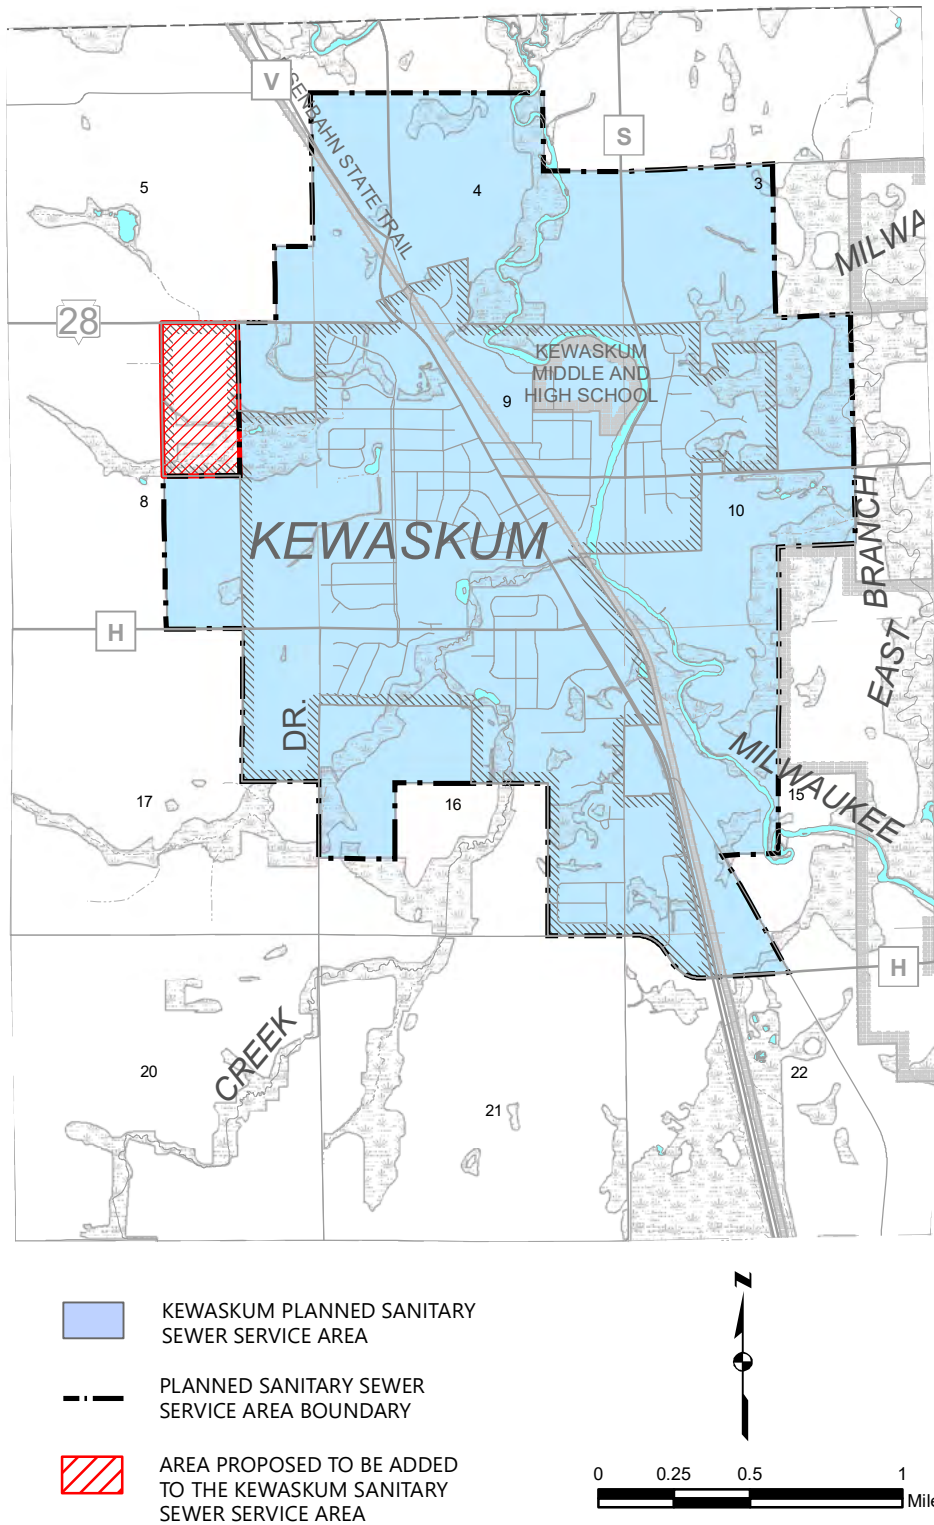 V
SENBAHN STATE TRAIL
S
5
4
3
MILWA
28
KEWASKUM
MIDDLE AND
HIGH SCHOOL
9
8
10
KEWASKUM
BRANCH
H
EAST
DR.
MILWAUKEE
17
16
15
H
CREEK
20
21
22
KEWASKUM PLANNED SANITARY
SEWER SERVICE AREA
PLANNED SANITARY SEWER
SERVICE AREA BOUNDARY
AREA PROPOSED TO BE ADDED
TO THE KEWASKUM SANITARY
SEWER SERVICE AREA
Z
0 0.25 0.5 1
Mile